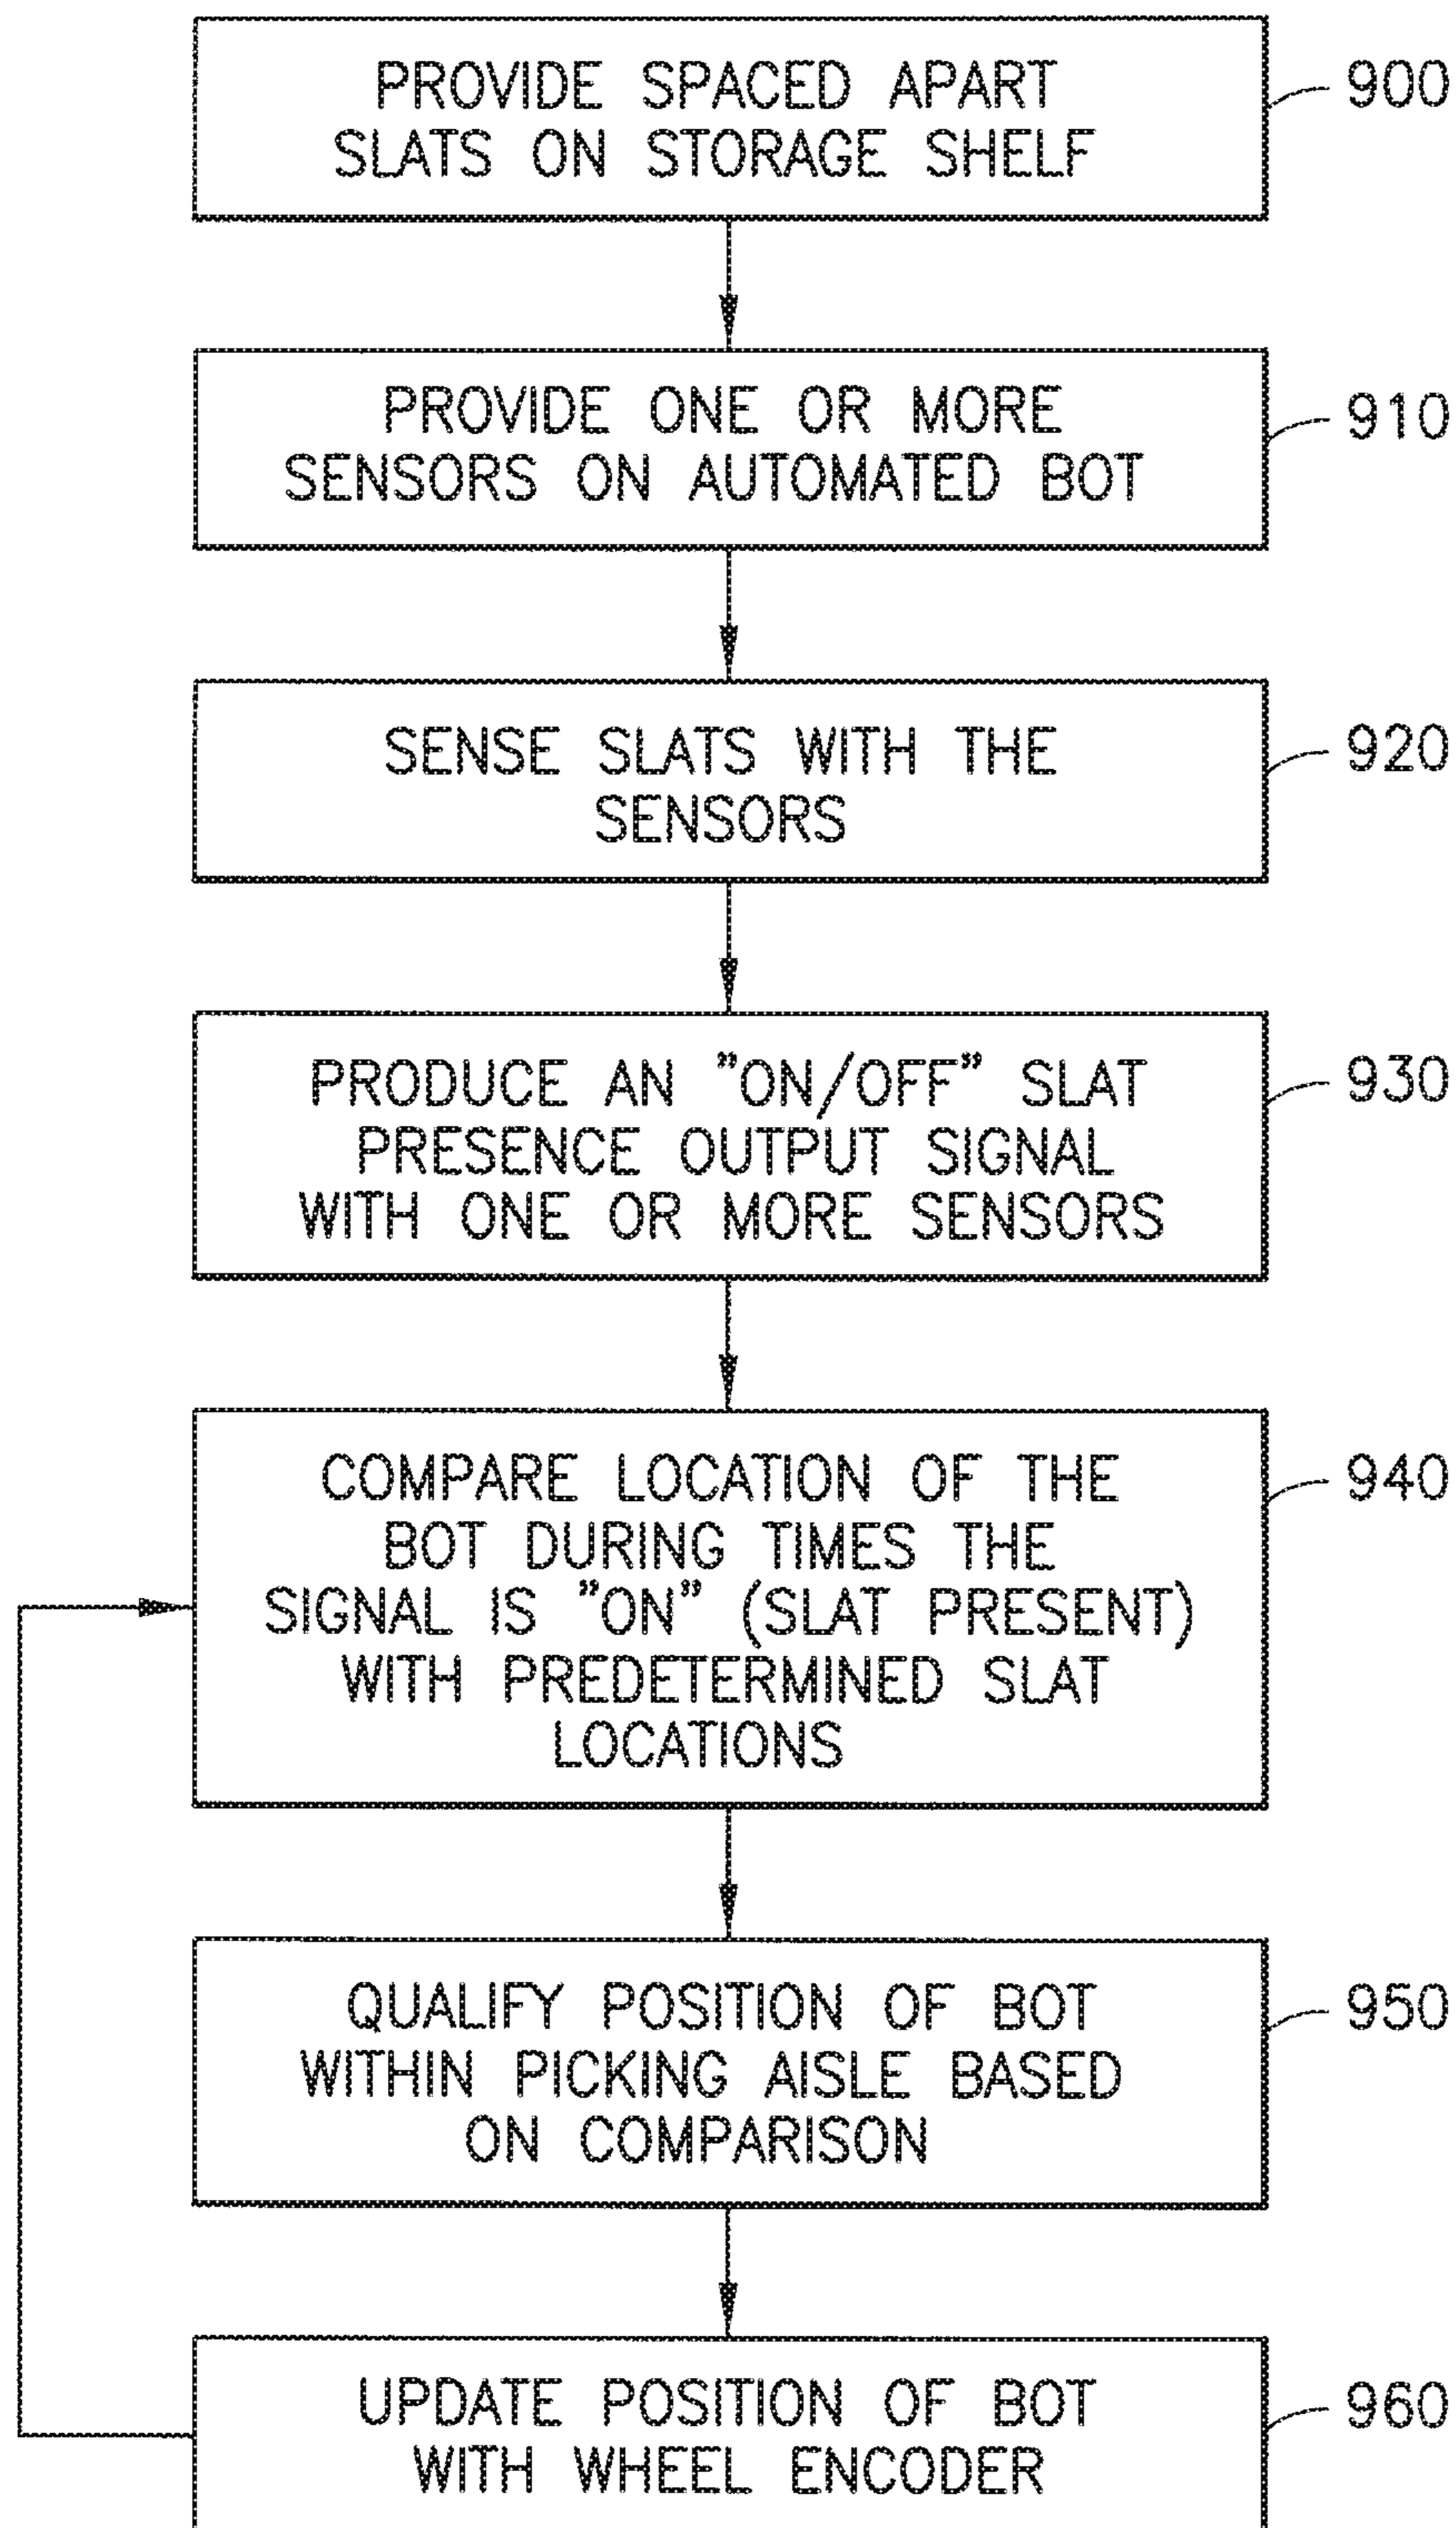 PROVIDE SPACED APART
SLATS ON STORAGE SHELF
900
PROVIDE ONE OR MORE
SENSORS ON AUTOMATED BOT
910
SENSE SLATS WITH THE
SENSORS
920
PRODUCE AN ”ON/OFF” SLAT
PRESENCE OUTPUT SIGNAL
WITH ONE OR MORE SENSORS
930
COMPARE LOCATION OF THE
BOT DURING TIMES THE
SIGNAL IS ”ON” (SLAT PRESENT)
WITH PREDETERMINED SLAT
LOCATIONS
940
QUALIFY POSITION OF BOT
WITHIN PICKING AISLE BASED
ON COMPARISON
950
UPDATE POSITION OF BOT
WITH WHEEL ENCODER
960